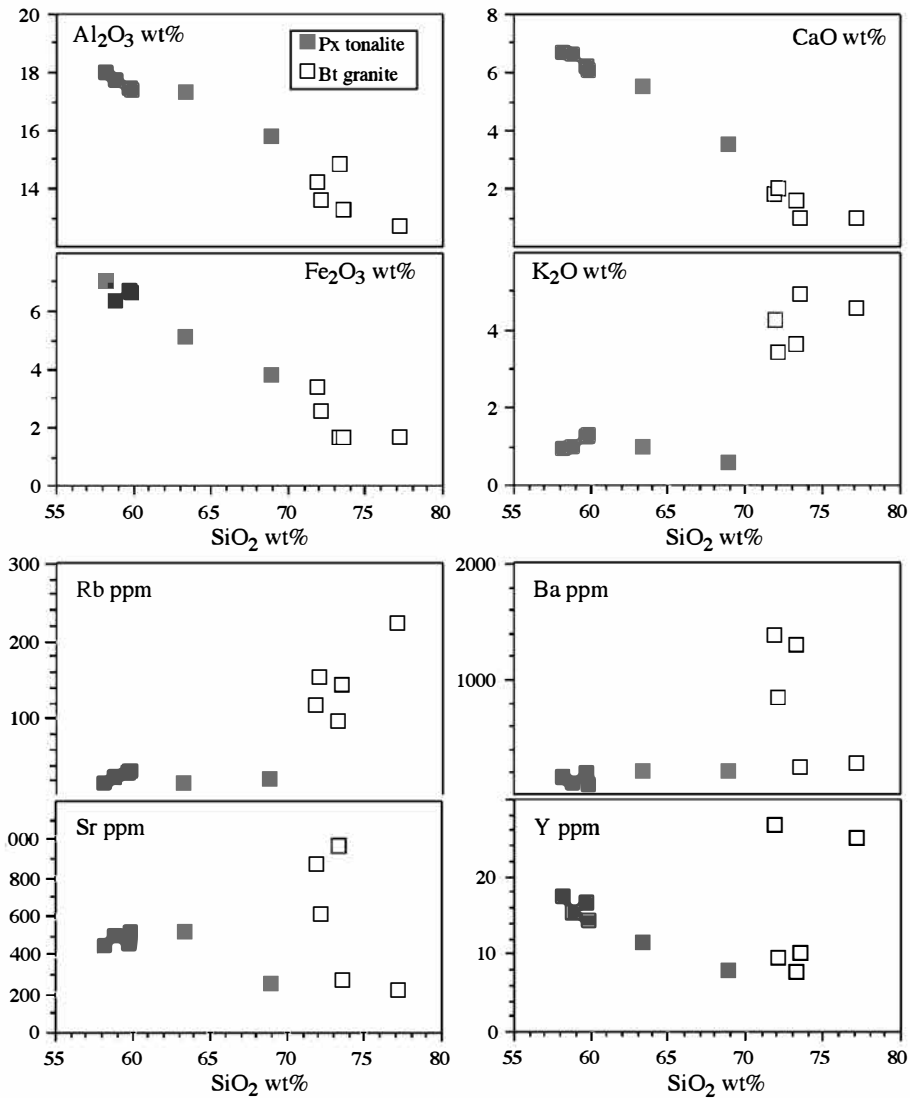 20
18
16
14
Al₂O₃ wt%
Px tonalite
Bt granite
8
6
4
2
CaO wt%
6
4
2
0
Fe₂O₃ wt%
55 60 65 70 75 80
SiO₂ wt%
4
2
0
K₂O wt%
55 60 65 70 75 80
SiO₂ wt%
300
200
100
Rb ppm
2000
1000
Ba ppm
000
800
600
400
200
0
Sr ppm
55 60 65 70 75 80
SiO₂ wt%
20
10
0
Y ppm
55 60 65 70 75 80
SiO₂ wt%